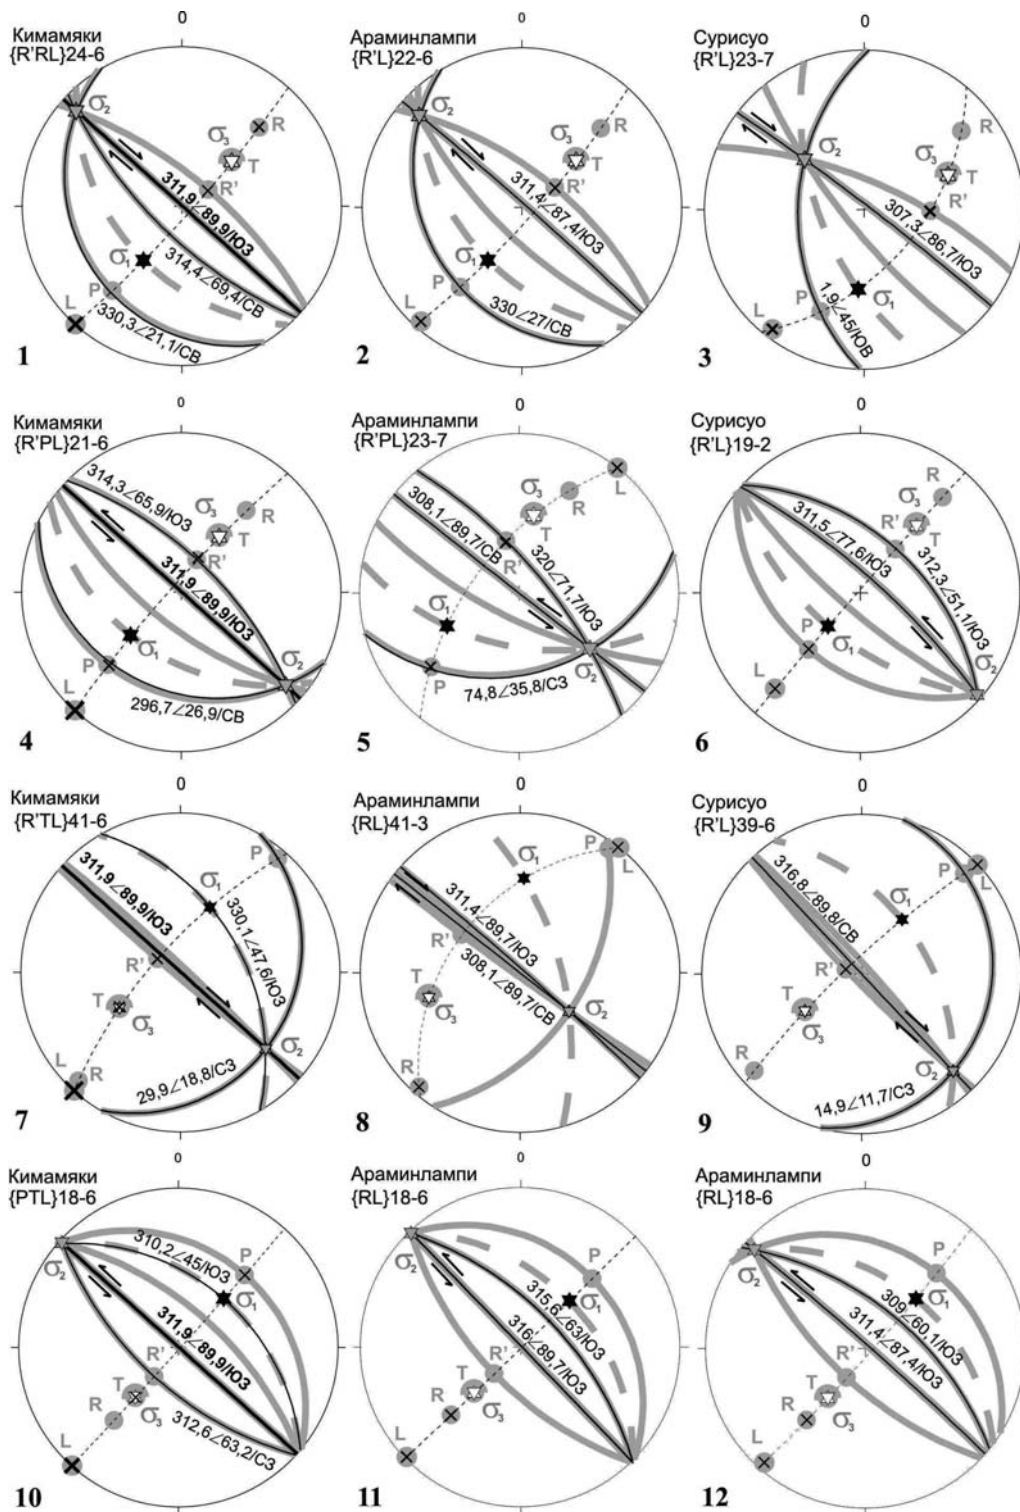 0
Кимамяки
{R'RL}24-6
σ2
R
σ3
T
R'
311,9∠89,9/ЮЗ
σ1
314,4∠69,4/СВ
P
L
330,3∠21,1/СВ
1
0
Араминлампи
{R'L}22-6
σ2
R
σ3
T
R'
311,4∠87,4/ЮЗ
σ1
P
L
330∠27/СВ
2
0
Сурисуо
{R'L}23-7
R
σ2
σ3
T
R'
307,3∠86,7/ЮЗ
σ1
P
L
1,9∠45/ЮВ
3
0
Кимамяки
{R'PL}21-6
314,3∠65,9/ЮЗ
σ3
R
T
R'
311,9∠89,9/ЮЗ
σ1
P
σ2
L
296,7∠26,9/СВ
4
0
Араминлампи
{R'PL}23-7
L
R
σ3
T
308,1∠89,7/СВ
R'
320∠71,7/ЮЗ
σ1
P
σ2
74,8∠35,8/СЗ
5
0
Сурисуо
{R'L}19-2
R
σ3
R'
T
311,5∠77,6/ЮЗ
312,3∠51,1/ЮЗ
P
σ1
L
σ2
6
0
Кимамяки
{R'TL}41-6
P
σ1
311,9∠89,9/ЮЗ
330,1∠47,6/ЮЗ
R'
T
σ3
σ2
L
R
29,9∠18,8/СЗ
7
0
Араминлампи
{RL}41-3
P
L
σ1
311,4∠89,7/ЮЗ
R'
308,1∠89,7/СВ
T
σ3
σ2
R
8
0
Сурисуо
{R'L}39-6
P
L
σ1
316,8∠89,8/СВ
R'
T
σ3
R
σ2
14,9∠11,7/СЗ
9
0
Кимамяки
{PTL}18-6
310,2∠45/ЮЗ
P
σ2
σ1
311,9∠89,9/ЮЗ
R'
T
R
σ3
L
312,6∠63,2/СЗ
10
0
Араминлампи
{RL}18-6
P
σ2
315,6∠63/ЮЗ
σ1
316∠89,7/ЮЗ
R'
T
R
σ3
L
11
0
Араминлампи
{RL}18-6
P
σ2
309∠60,1/ЮЗ
σ1
311,4∠87,4/ЮЗ
R'
T
R
σ3
L
12